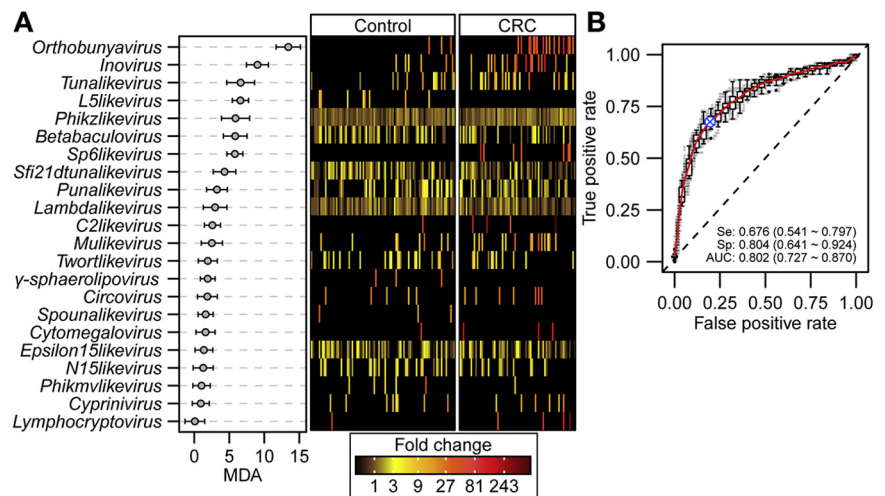 A
Control
CRC
B
Orthobunyavirus
Inovirus
Tunalikevirus
L5likevirus
Phikzlikevirus
Betabaculovirus
Sp6likevirus
Sfi21dtunalikevirus
Punalikevirus
Lambdalikevirus
C2likevirus
Mulikevirus
Twortlikevirus
γ-sphaerolipovirus
Circovirus
Spounalikevirus
Cytomegalovirus
Epsilon15likevirus
N15likevirus
Phikmvlikevirus
Cyprinivirus
Lymphocryptovirus
0 5 10 15
MDA
Fold change
1 3 9 27 81 243
True positive rate
1.00
0.75
0.50
0.25
0.00
Se: 0.676 (0.541 ~ 0.797)
Sp: 0.804 (0.641 ~ 0.924)
AUC: 0.802 (0.727 ~ 0.870)
0.00 0.25 0.50 0.75 1.00
False positive rate